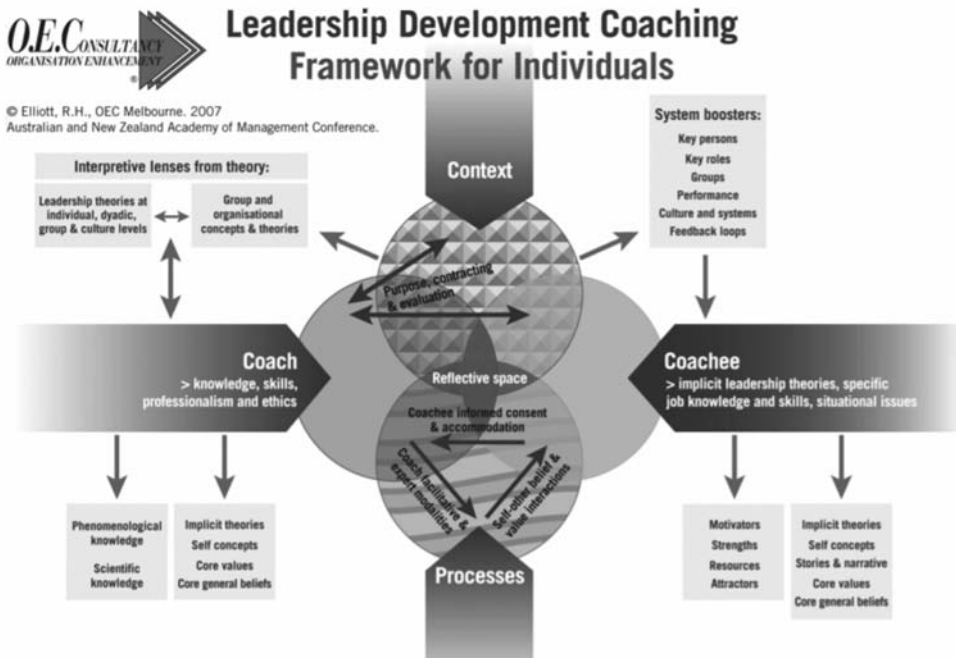 O.E.CONSULTANCY
ORGANISATION ENHANCEMENT
®
Leadership Development Coaching
Framework for Individuals
© Elliott, R.H., OEC Melbourne. 2007
Australian and New Zealand Academy of Management Conference.
Interpretive lenses from theory:
Leadership theories at
individual, dyadic,
group & culture levels
Group and
organisational
concepts & theories
Context
System boosters:
Key persons
Key roles
Groups
Performance
Culture and systems
Feedback loops
Purpose, contracting
& evaluation
Coach
> knowledge, skills,
professionalism and ethics
Reflective space
Coachee
> implicit leadership theories, specific
job knowledge and skills, situational issues
Coachee informed consent
& accommodation
Coach facilitative &
expert modalities
Self-other belief &
value interactions
Processes
Phenomenological
knowledge
Scientific
knowledge
Implicit theories
Self concepts
Core values
Core general beliefs
Motivators
Strengths
Resources
Attractors
Implicit theories
Self concepts
Stories & narrative
Core values
Core general beliefs